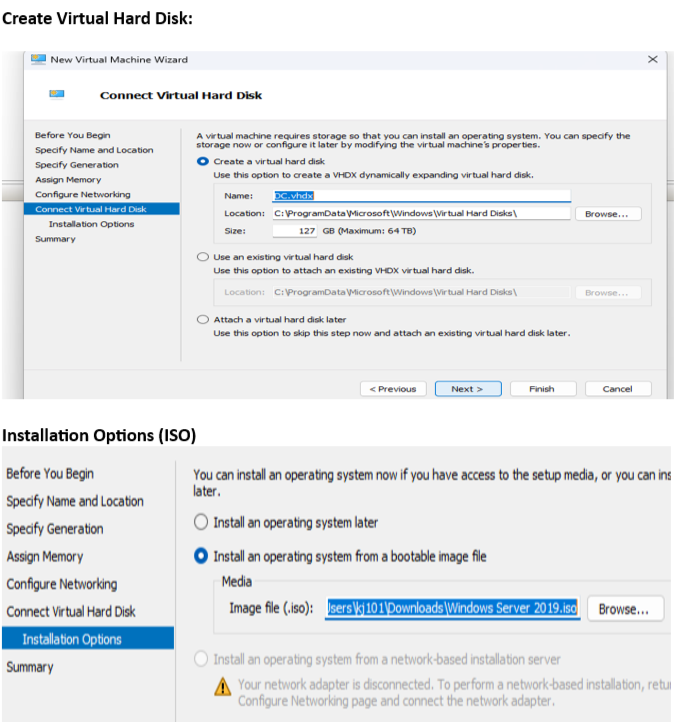 Create Virtual Hard Disk:
New Virtual Machine Wizard
Connect Virtual Hard Disk
Before You Begin
Specify Name and Location
Specify Generation
Assign Memory
Configure Networking
Connect Virtual Hard Disk
Installation Options
Summary
A virtual machine requires storage so that you can install an operating system. You can specify the
storage now or configure it later by modifying the virtual machine's properties.
Create a virtual hard disk
Use this option to create a VHDX dynamically expanding virtual hard disk.
Name: DC.vhdx
Location: C:\ProgramData\Microsoft\Windows\Virtual Hard Disks\ Browse...
Size: 127 GB (Maximum: 64 TB)
Use an existing virtual hard disk
Use this option to attach an existing VHDX virtual hard disk.
Location: C:\ProgramData\Microsoft\Windows\Virtual Hard Disks\ Browse...
Attach a virtual hard disk later
Use this option to skip this step now and attach an existing virtual hard disk later.
< Previous Next > Finish Cancel
Installation Options (ISO)
Before You Begin
Specify Name and Location
Specify Generation
Assign Memory
Configure Networking
Connect Virtual Hard Disk
Installation Options
Summary
You can install an operating system now if you have access to the setup media, or you can ins
later.
Install an operating system later
Install an operating system from a bootable image file
Media
Image file (.iso): Jsers\kj101\Downloads\Windows Server 2019.iso Browse...
Install an operating system from a network-based installation server
Your network adapter is disconnected. To perform a network-based installation, retur
Configure Networking page and connect the network adapter.